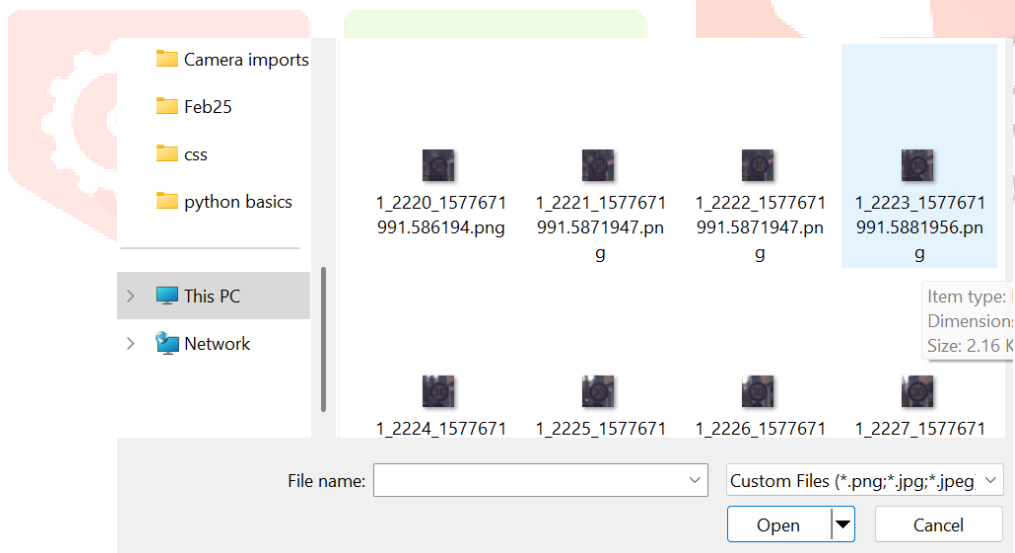 Camera imports
Feb25
css
python basics
This PC
Network
1_2220_1577671
991.586194.png
1_2221_1577671
991.5871947.pn
g
1_2222_1577671
991.5871947.pn
g
1_2223_1577671
991.5881956.pn
g
Item type:
Dimensions
Size: 2.16 K
1_2224_1577671
1_2225_1577671
1_2226_1577671
1_2227_1577671
File name:
Custom Files (*.png;*.jpg;*.jpeg
Open
Cancel